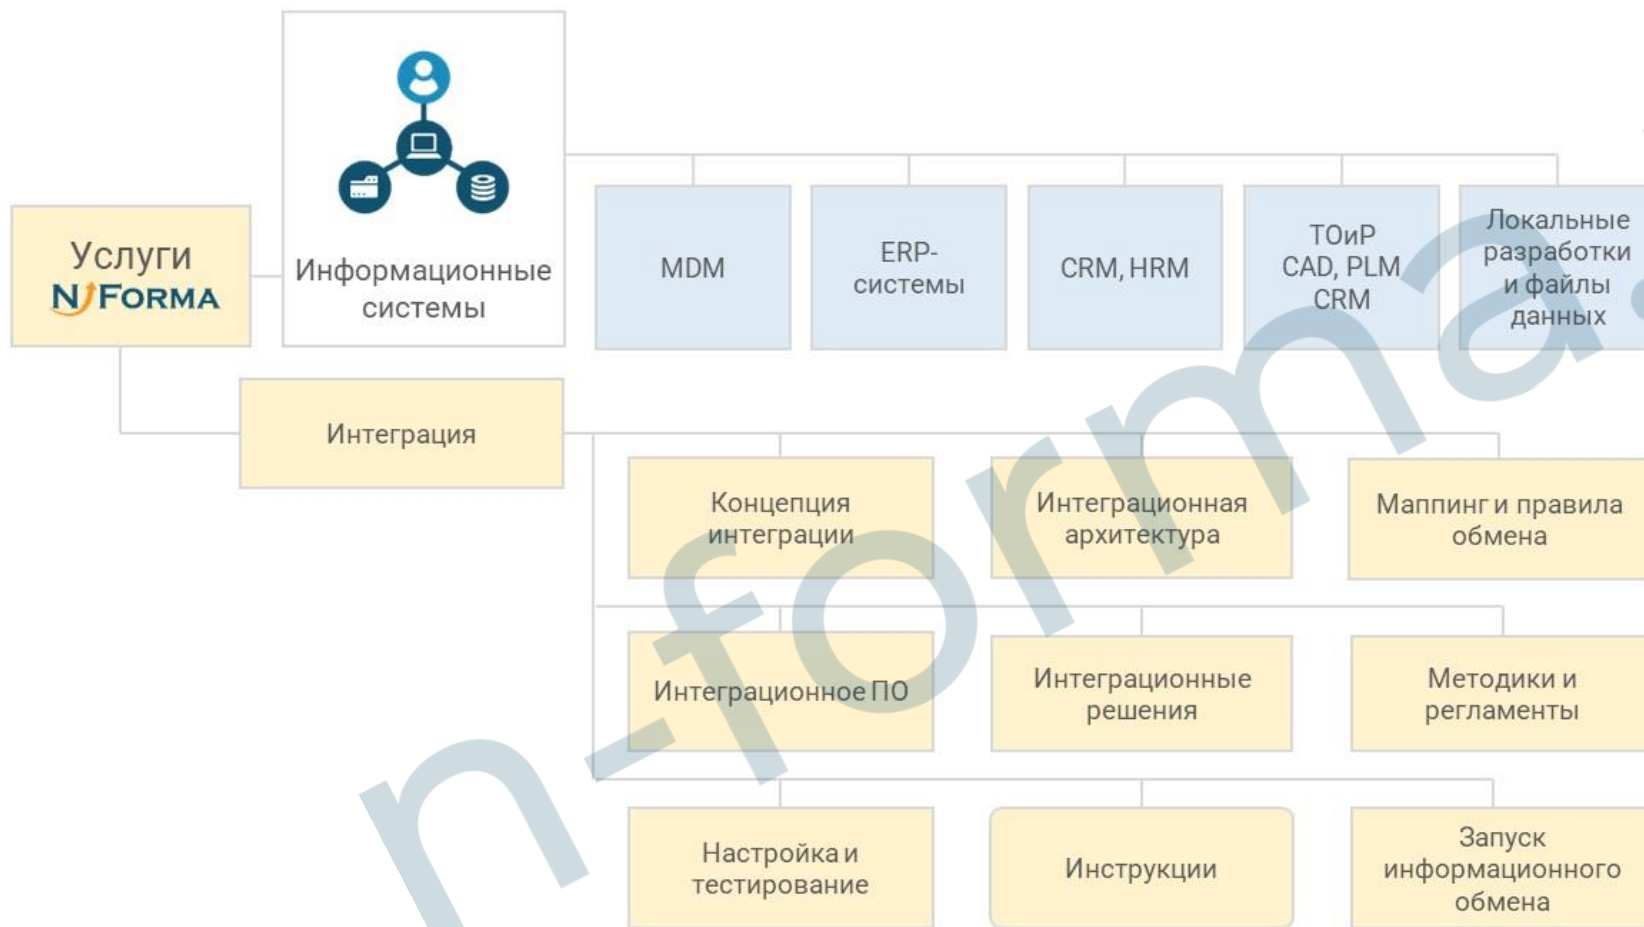 Услуги
N-FORMA
Информационные
системы
MDM
ERP-
системы
CRM, HRM
ТОиР
CAD, PLM
CRM
Локальные
разработки
и файлы
данных
Интеграция
Концепция
интеграции
Интеграционная
архитектура
Маппинг и правила
обмена
Интеграционное ПО
Интеграционные
решения
Методики и
регламенты
Настройка и
тестирование
Инструкции
Запуск
информационного
обмена
n-forma.